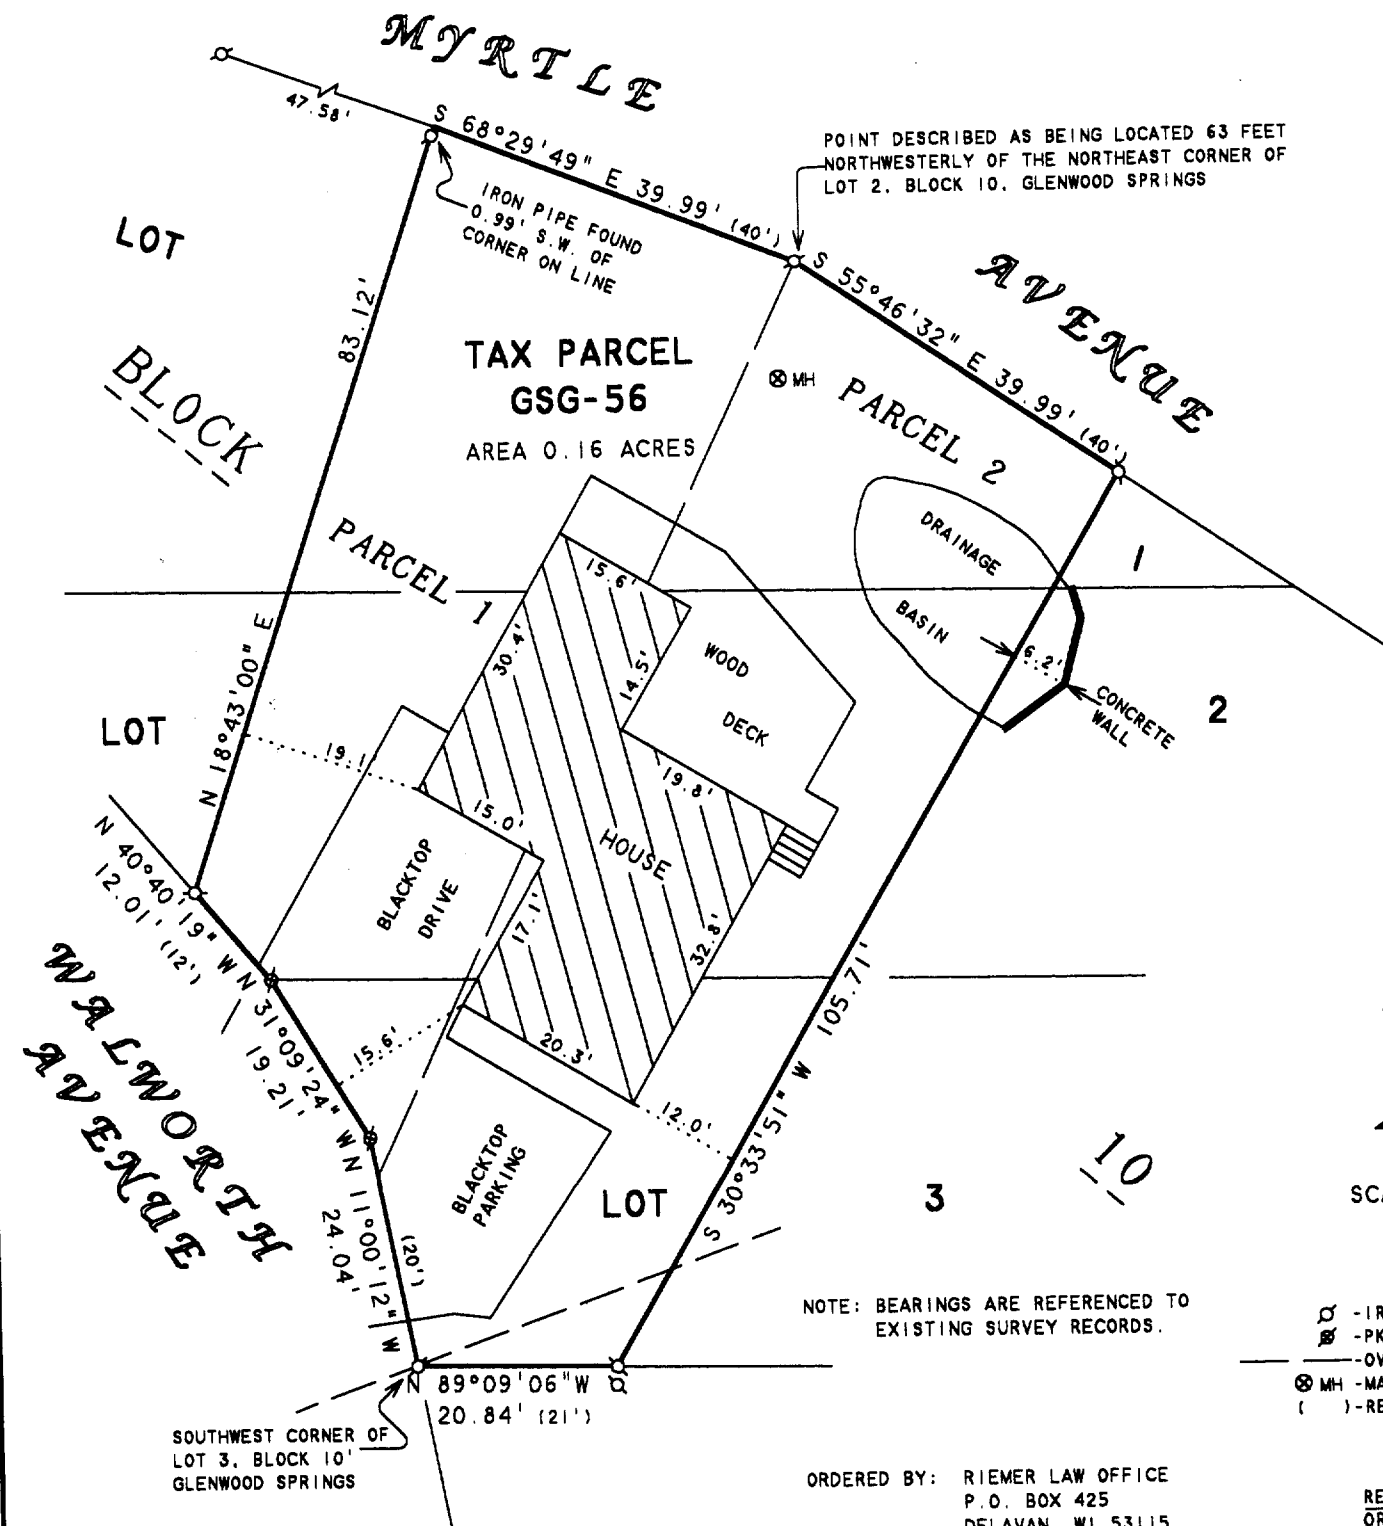 MYRTLE
47.58'
S 68°29'49" E 39.99' (40')
POINT DESCRIBED AS BEING LOCATED 63 FEET
NORTHWESTERLY OF THE NORTHEAST CORNER OF
LOT 2, BLOCK 10, GLENWOOD SPRINGS
IRON PIPE FOUND
0.99' S.W. OF
CORNER ON LINE
LOT
AVENUE
S 55°46'32" E 39.99' (40')
83.12'
N 18°43'00" E
TAX PARCEL
GSG-56
AREA 0.16 ACRES
MH
BLOCK
PARCEL 2
PARCEL 1
DRAINAGE
BASIN
1
15.6'
30.4'
14.5'
WOOD
DECK
6.2'
CONCRETE
WALL
2
LOT
19.1'
15.0'
19.8'
HOUSE
BLACKTOP
DRIVE
17.1'
32.8'
N 40°40'19" W
12.01' (12')
WALWORTH
AVENUE
N 31°09'24" W
19.21'
15.6'
20.3'
12.0'
S 30°33'51" W 105.71'
BLACKTOP
PARKING
LOT
3
10
SCA
N 11°00'12" W
24.04'
(20')
NOTE: BEARINGS ARE REFERENCED TO
EXISTING SURVEY RECORDS.
-IR
-PK
-OV
MH -MA
( )-RE
N 89°09'06"W
20.84' (21')
SOUTHWEST CORNER OF
LOT 3, BLOCK 10'
GLENWOOD SPRINGS
ORDERED BY: RIEMER LAW OFFICE
P.O. BOX 425
DELAVAN, WI 53115
RE
OR